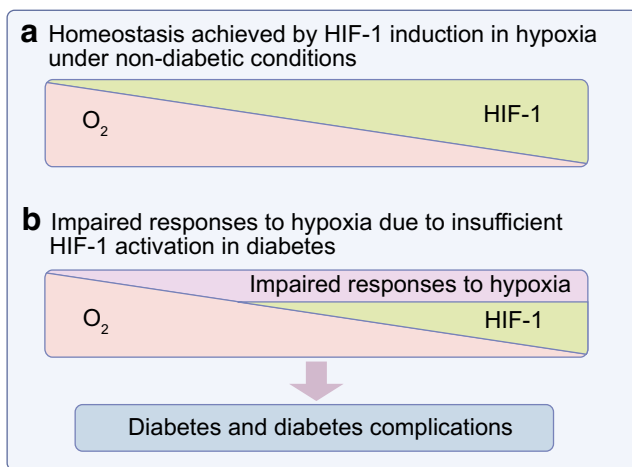 a Homeostasis achieved by HIF-1 induction in hypoxia
under non-diabetic conditions
O2
HIF-1
b Impaired responses to hypoxia due to insufficient
HIF-1 activation in diabetes
Impaired responses to hypoxia
O2
HIF-1
Diabetes and diabetes complications